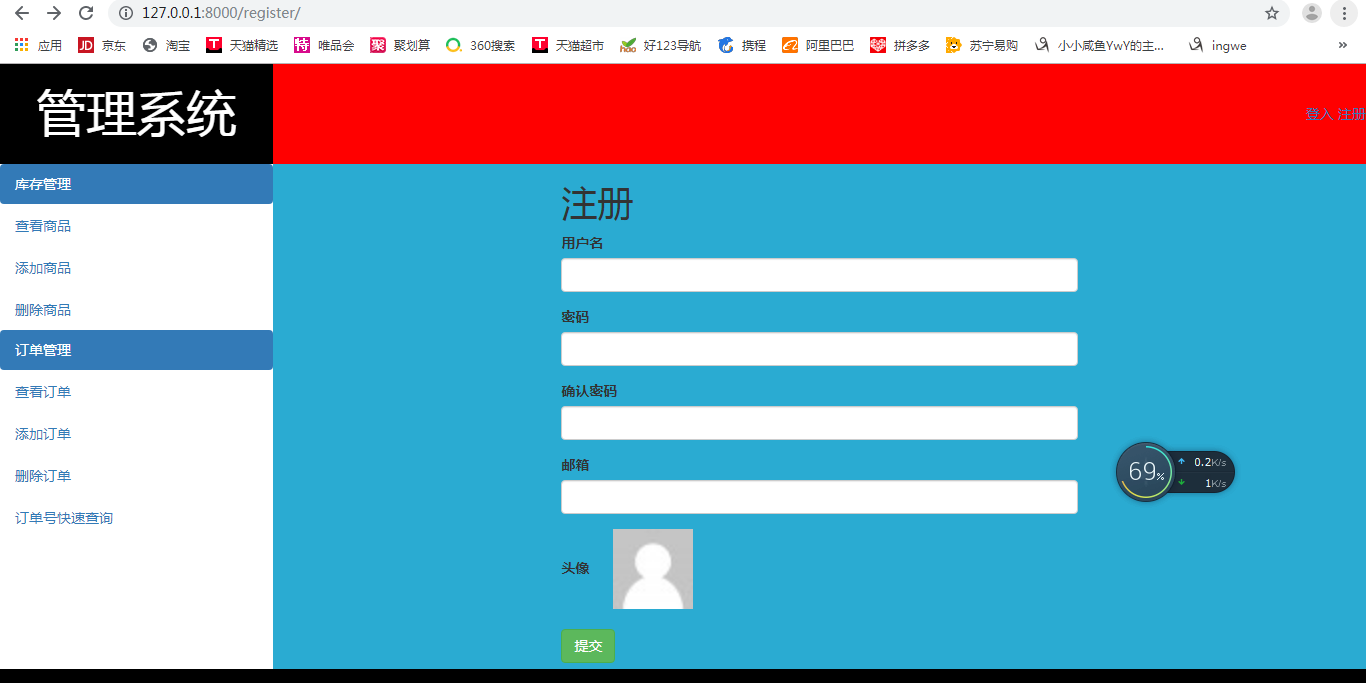 127.0.0.1:8000/register/
应用 京东 淘宝 天猫精选 唯品会 聚划算 360搜索 天猫超市 好123导航 携程 阿里巴巴 拼多多 苏宁易购 小小咸鱼YwY的主... ingwe »
管理系统
登入 注册
库存管理
查看商品
添加商品
删除商品
订单管理
查看订单
添加订单
删除订单
订单号快速查询
注册
用户名
密码
确认密码
邮箱
头像
提交
69%
0.2K/s
1K/s